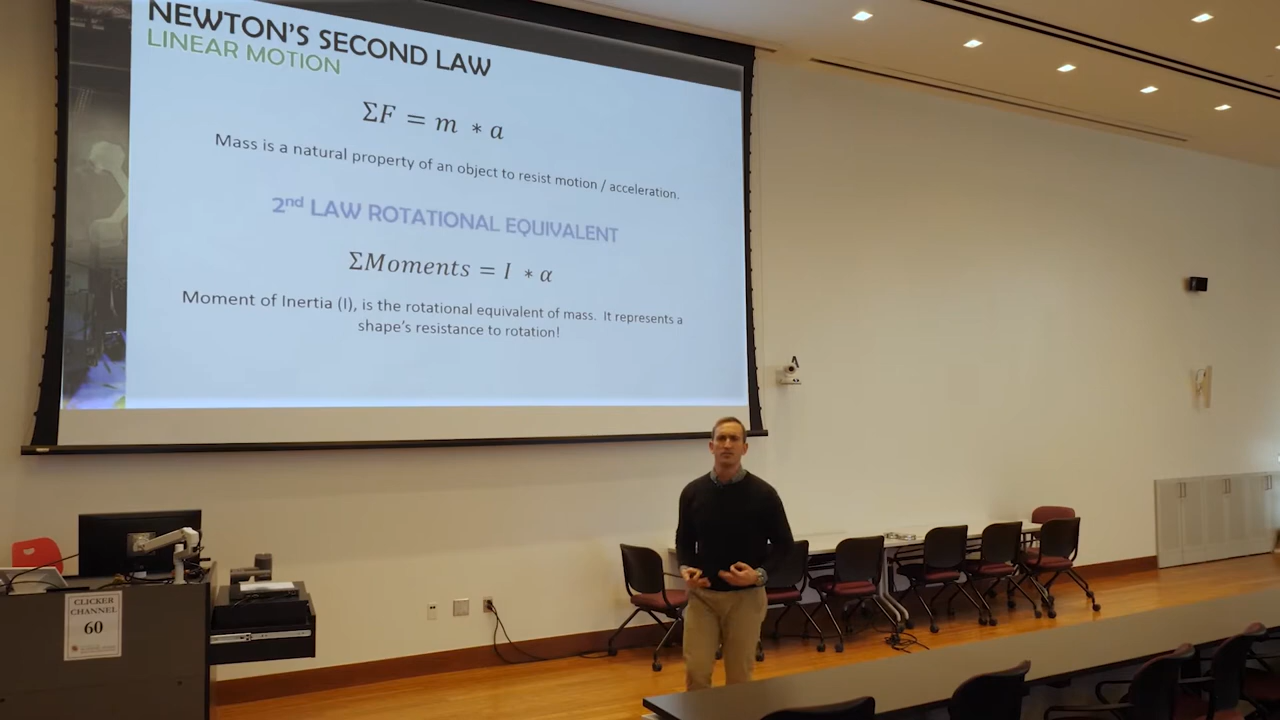 NEWTON'S SECOND LAW
LINEAR MOTION
ΣF = m * a
Mass is a natural property of an object to resist motion / acceleration.
2nd LAW ROTATIONAL EQUIVALENT
ΣMoments = I * α
Moment of Inertia (I), is the rotational equivalent of mass. It represents a
shape's resistance to rotation!
CLICKER
CHANNEL
60